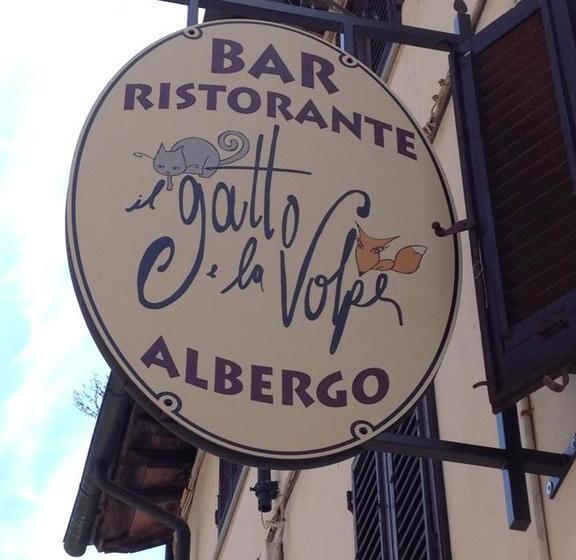 BAR
RISTORANTE
il gatto
e la Volpe
ALBERGO